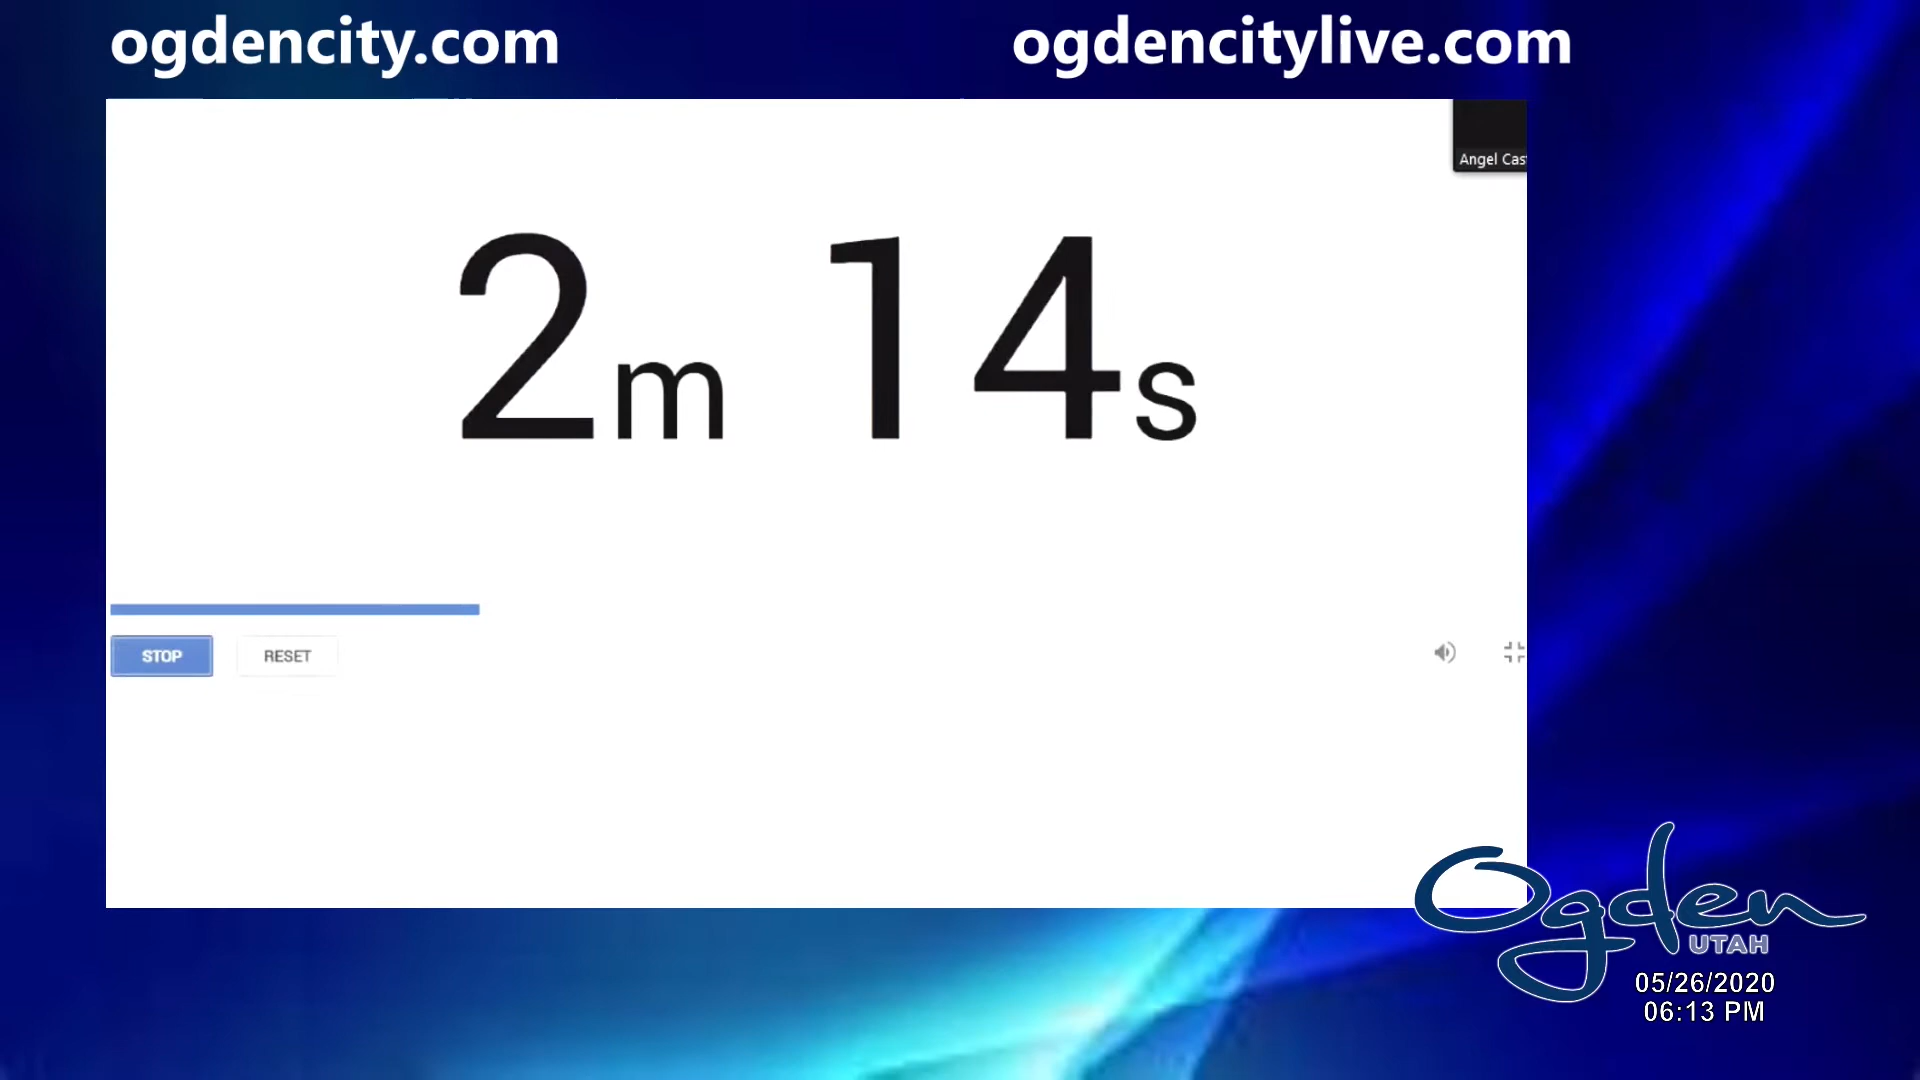 ogdencity.com
ogdencitylive.com
Angel Cas
2m 14s
STOP
RESET
Ogden
UTAH
05/26/2020
06:13 PM